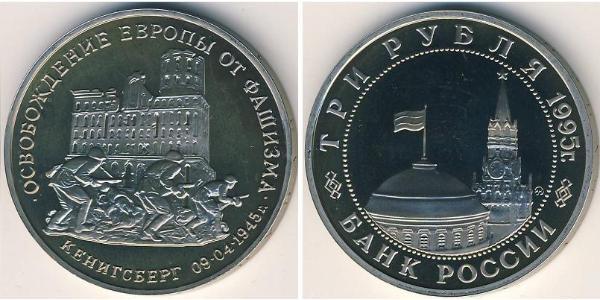 ОСВОБОЖДЕНИЕ ЕВРОПЫ ОТ ФАШИЗМА
КЕНИГСБЕРГ 09·04·1945г.
ТРИ РУБЛЯ 1995г.
БАНК РОССИИ